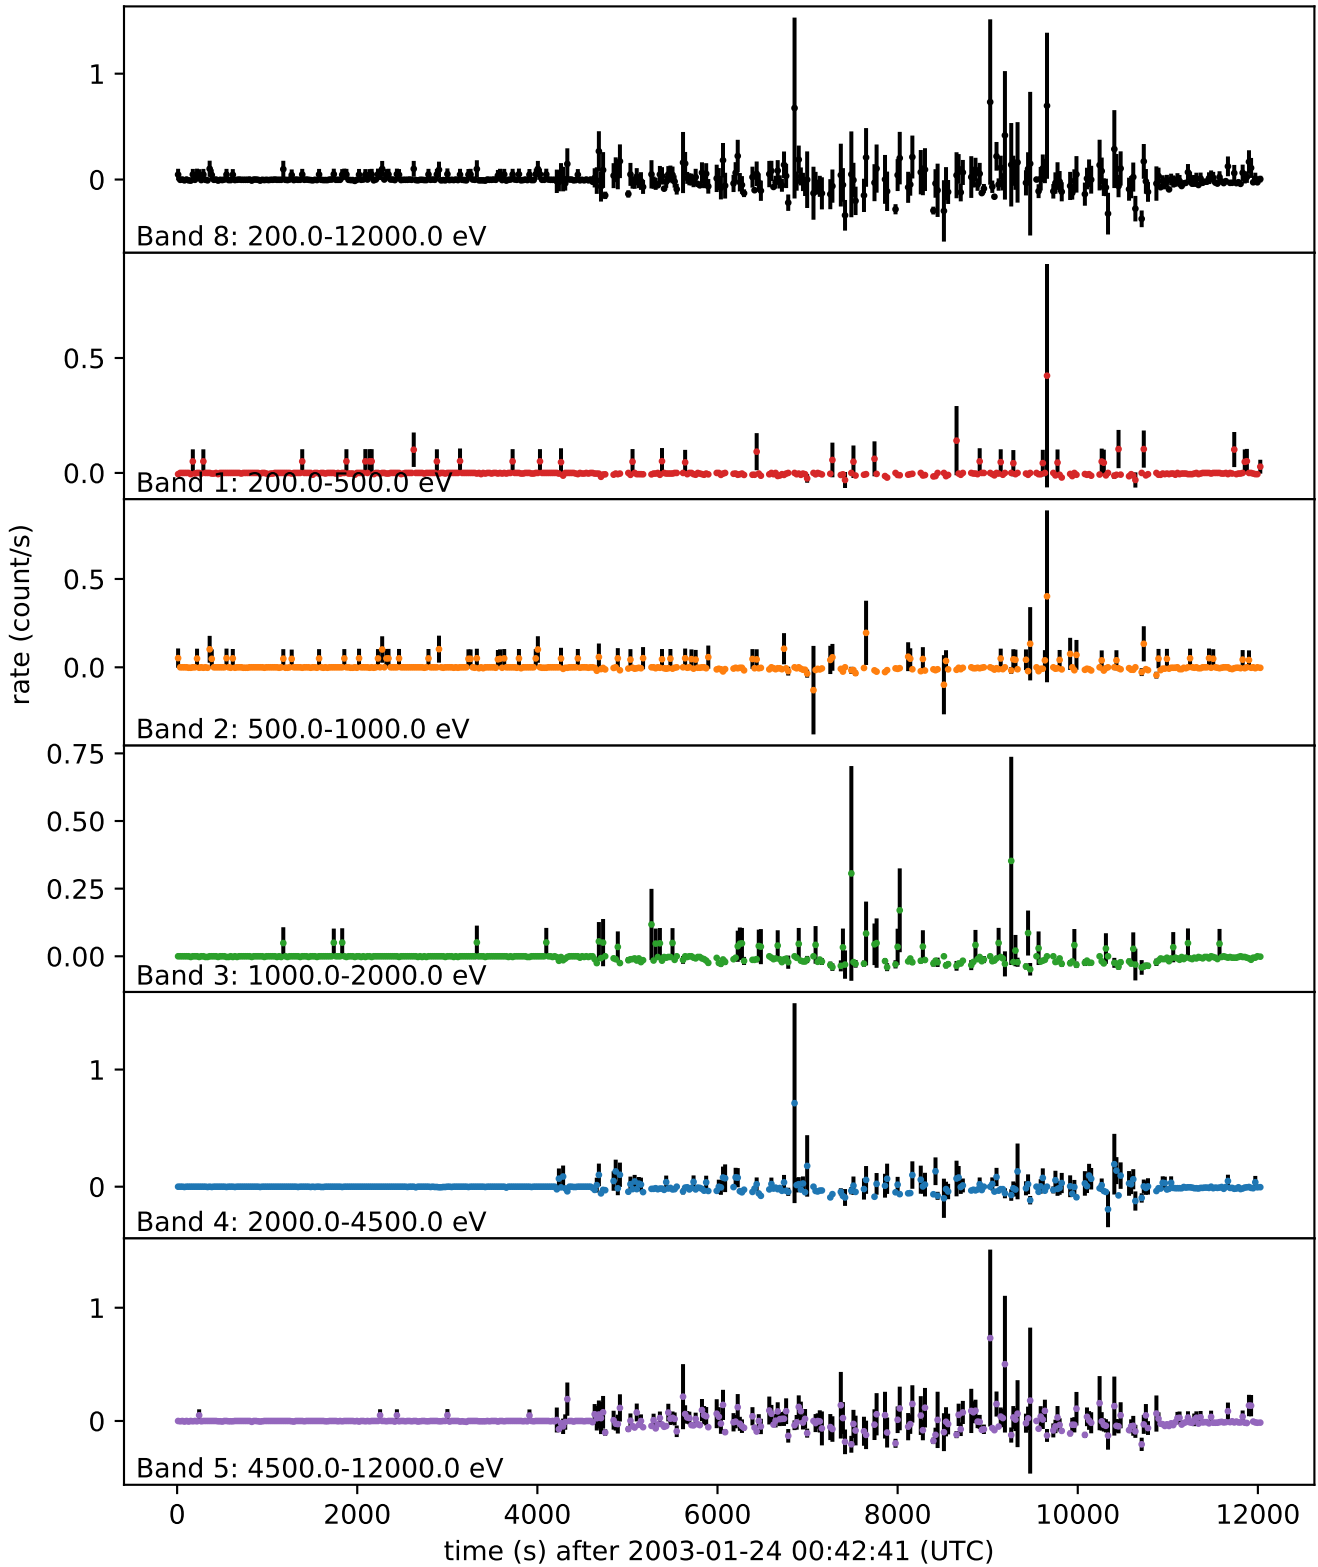 1
0
Band 8: 200.0-12000.0 eV
0.5
0.0
Band 1: 200.0-500.0 eV
0.5
0.0
Band 2: 500.0-1000.0 eV
rate (count/s)
0.75
0.50
0.25
0.00
Band 3: 1000.0-2000.0 eV
1
0
Band 4: 2000.0-4500.0 eV
1
0
Band 5: 4500.0-12000.0 eV
0 2000 4000 6000 8000 10000 12000
time (s) after 2003-01-24 00:42:41 (UTC)